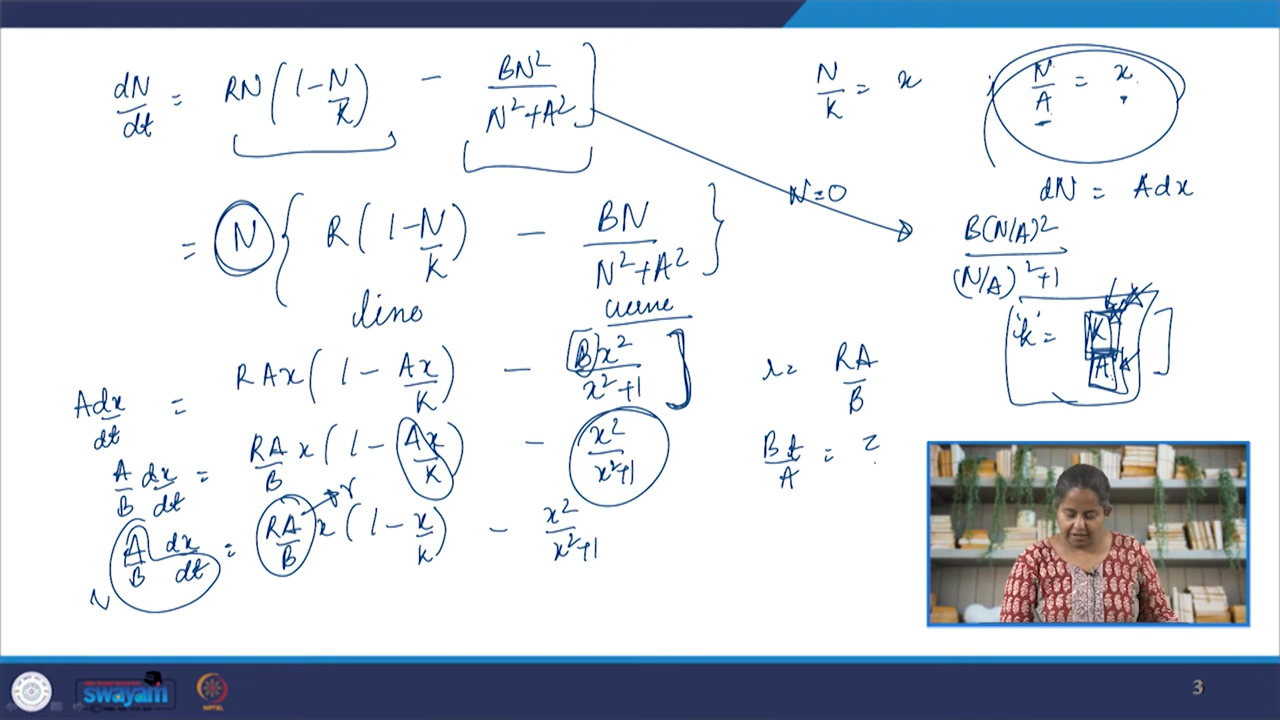 dN/dt = RN(1-N/K) - BN²/N²+A²]
N/K = x
N/A = x
dN = Adx
N=0
= N { R(1-N/K) - BN/N²+A² }
B(N/A)2/(N/A)²+1
line
curve
'k' = K/A
Adx/dt = RAx(1 - Ax/K) - Bx²/x²+1]
r = RA/B
A/B dx/dt = RA/B x(1 - Ax/K) - x²/x²+1
Bt/A = τ
r
A/B dx/dt = RA/B x(1 - x/k) - x²/x²+1
swayam
NPTEL
3